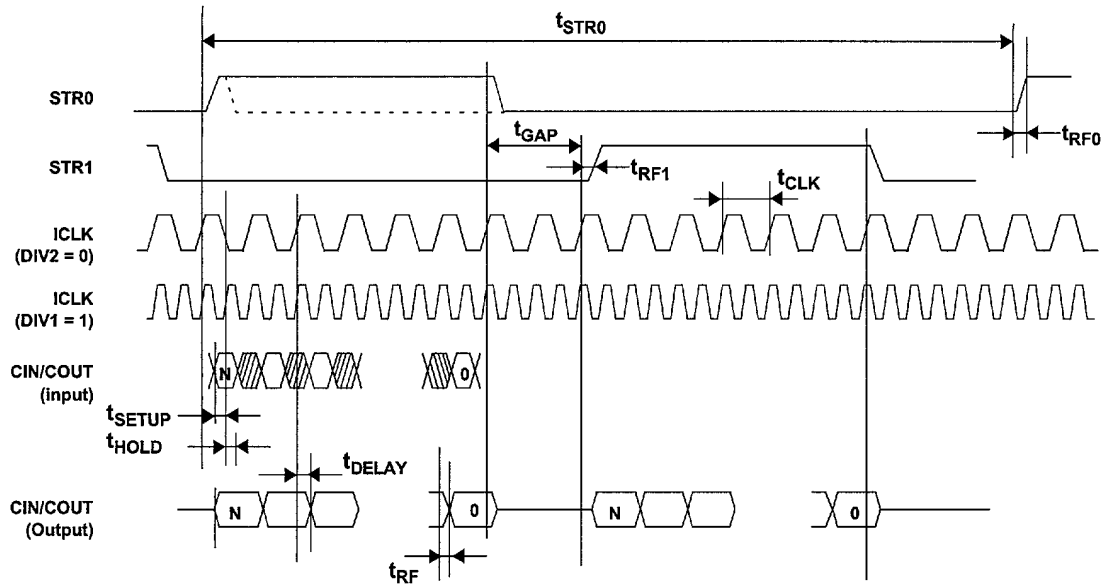 tSTR0
STR0
tGAP
tRF0
STR1
tRF1
tCLK
ICLK
(DIV2 = 0)
ICLK
(DIV1 = 1)
CIN/COUT
(input)
N
0
tSETUP
tHOLD
tDELAY
CIN/COUT
(Output)
N
0
N
0
tRF